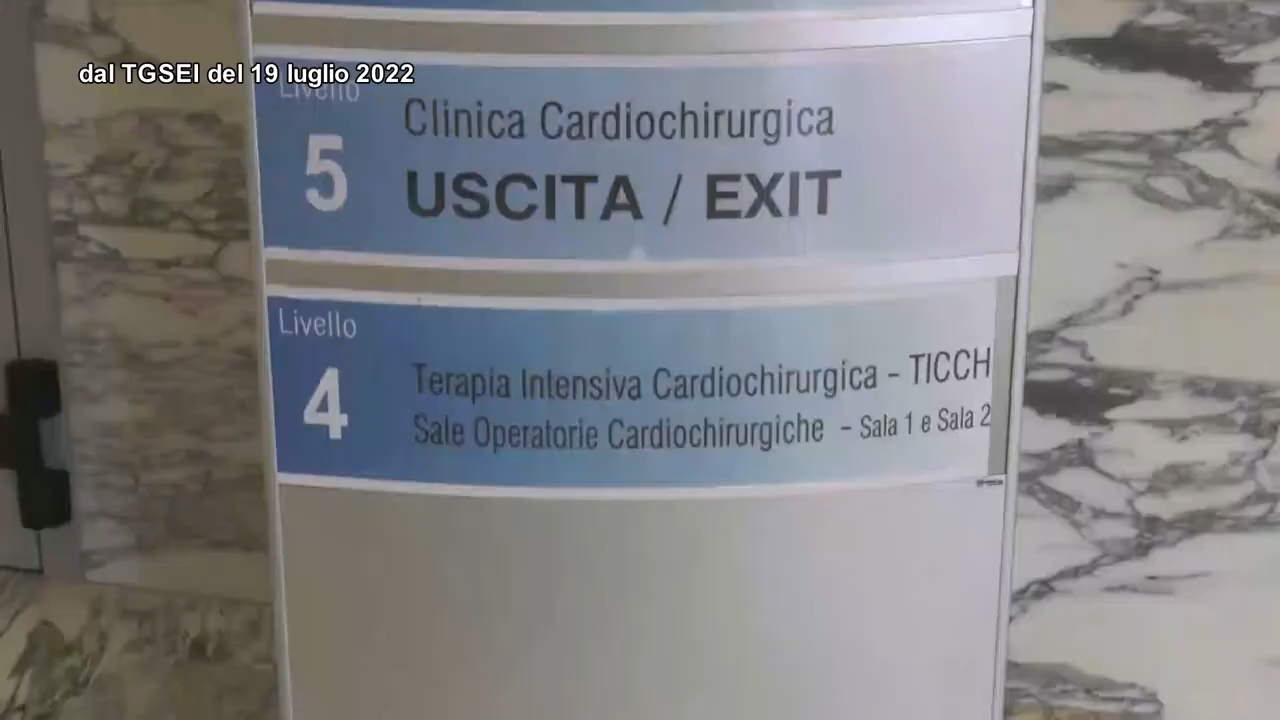 dal TGSEI del 19 luglio 2022
Livello
5
Clinica Cardiochirurgica
USCITA / EXIT
Livello
4
Terapia Intensiva Cardiochirurgica - TICCH
Sale Operatorie Cardiochirurgiche - Sala 1 e Sala 2